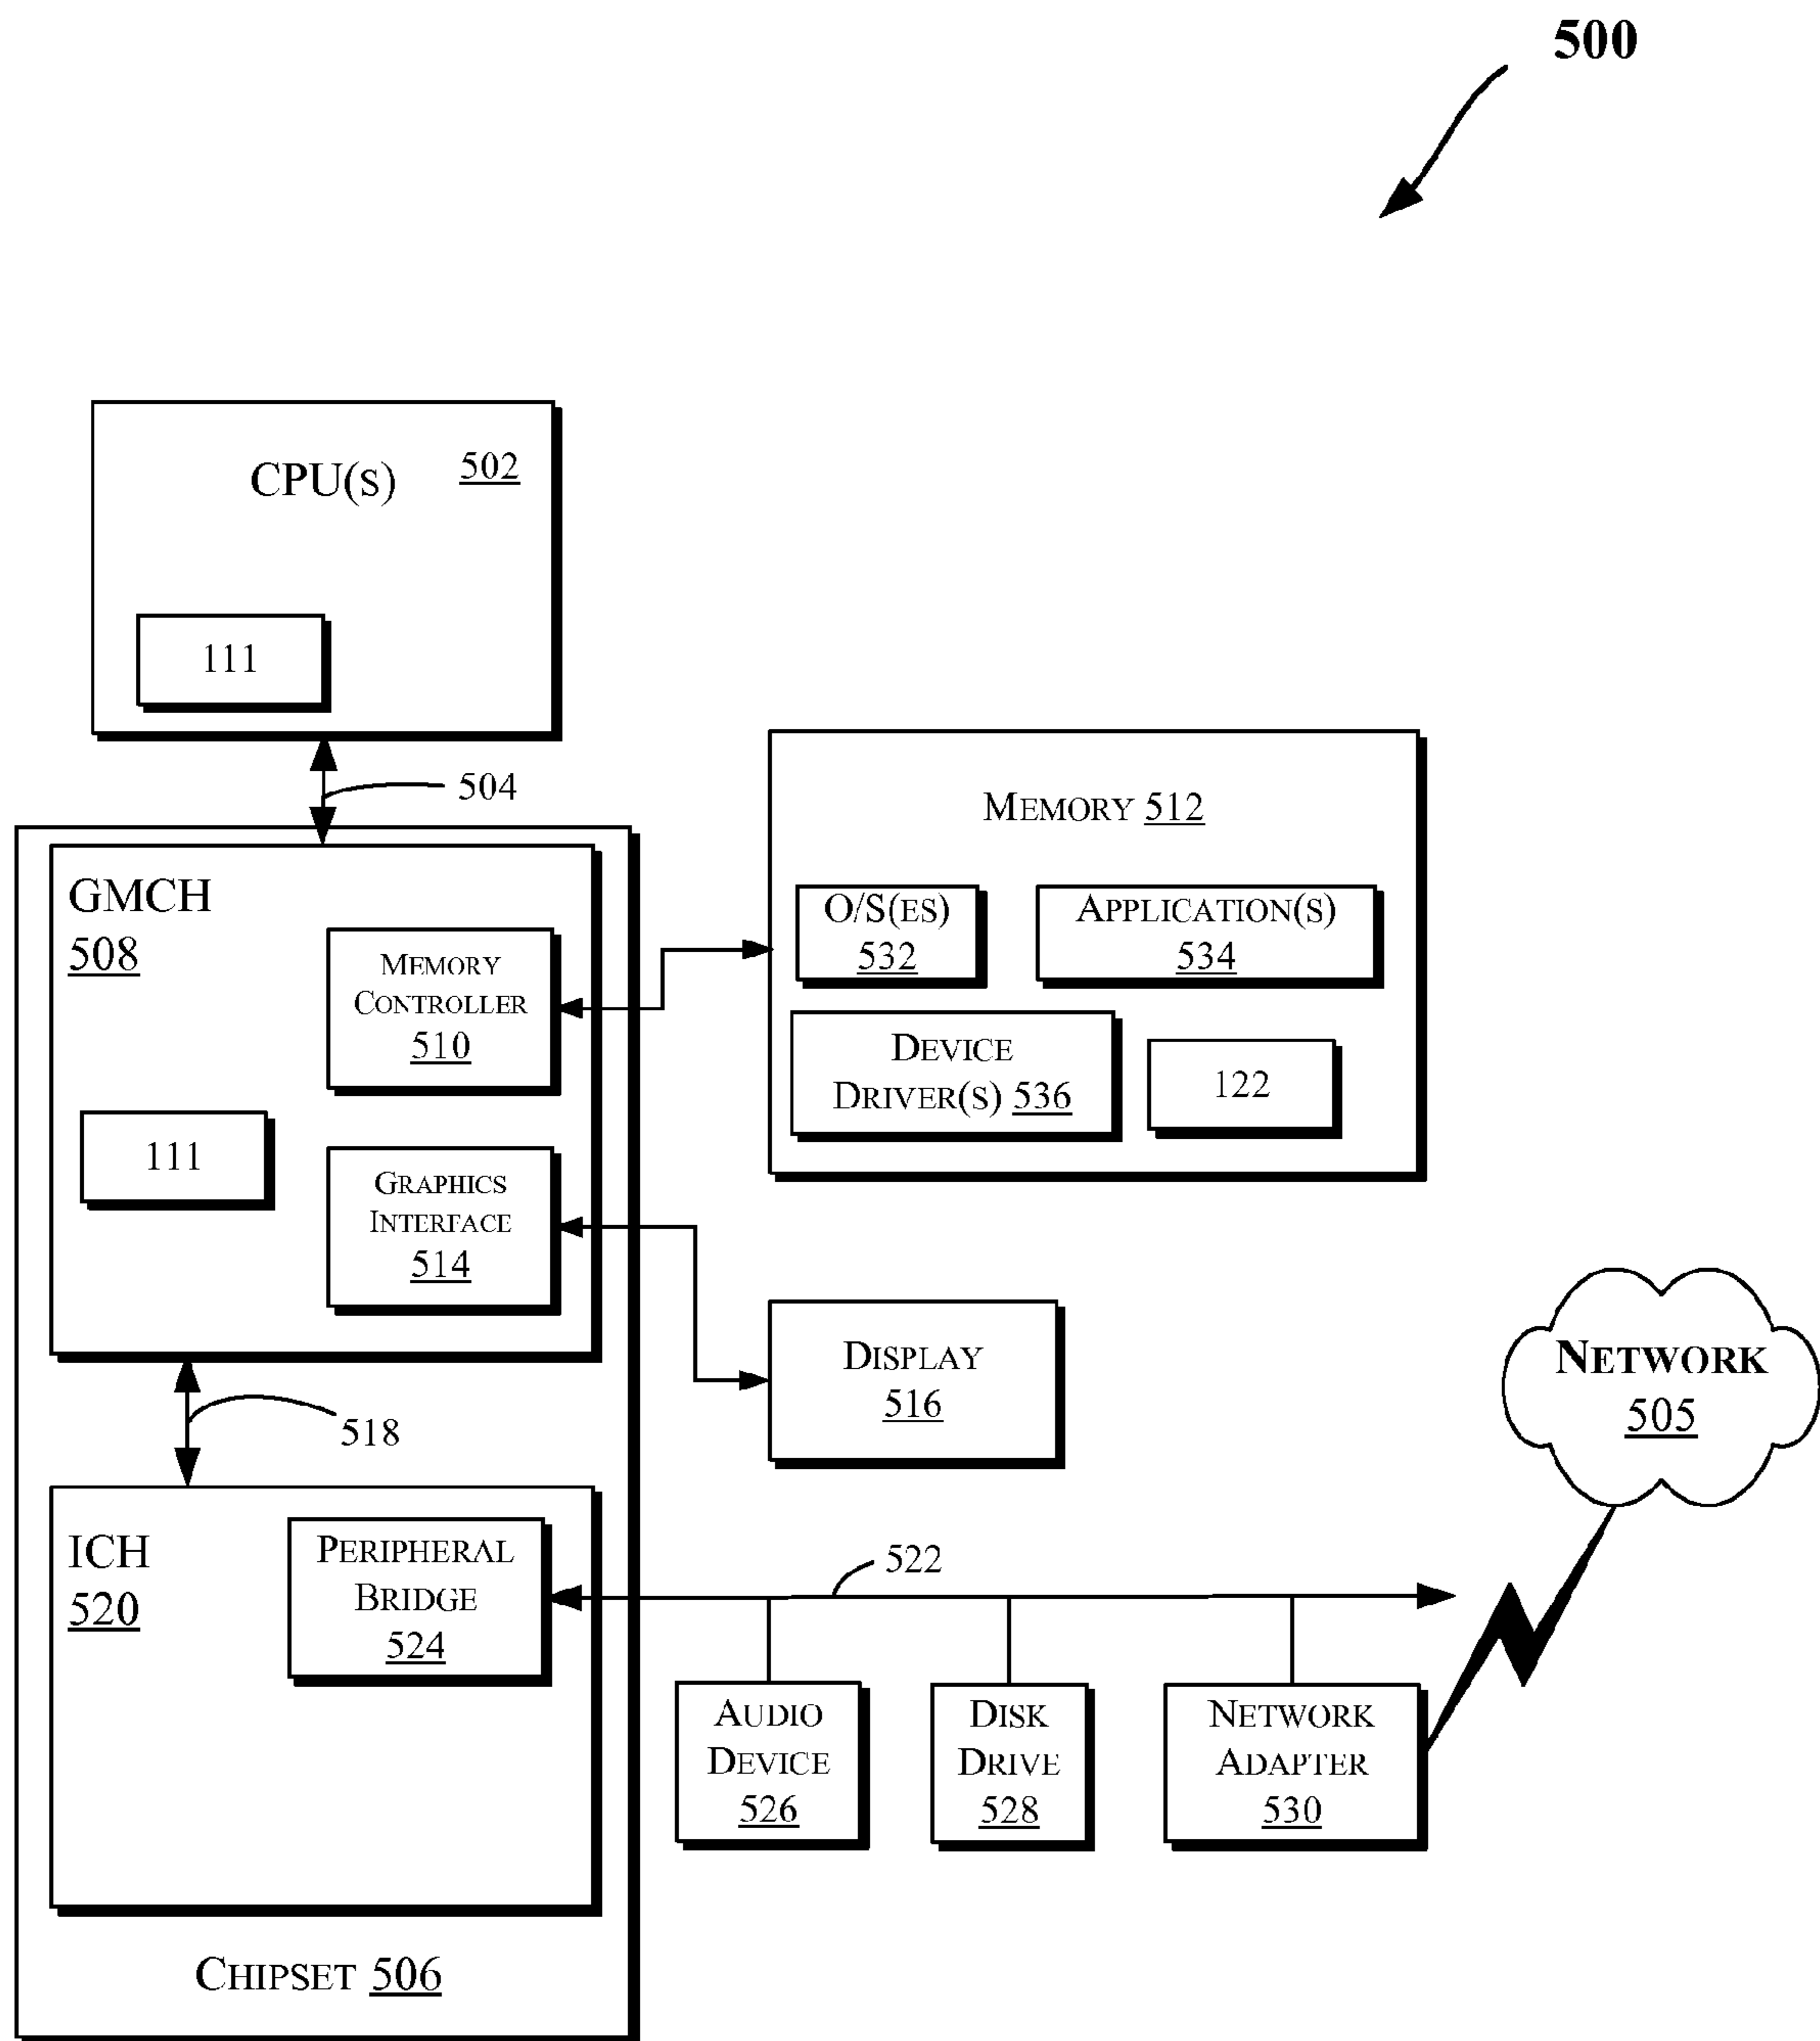 500
CPU(s) 502
111
504
GMCH
508
Memory
Controller
510
111
Graphics
Interface
514
Memory 512
O/S(es)
532
Application(s)
534
Device
Driver(s) 536
122
Display
516
518
Network
505
ICH
520
Peripheral
Bridge
524
522
Audio
Device
526
Disk
Drive
528
Network
Adapter
530
Chipset 506